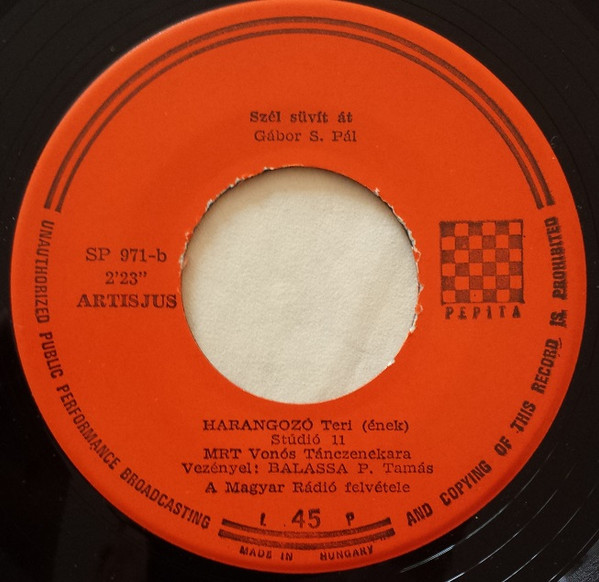 Szél süvít át
Gábor S. Pál
SP 971-b
2'23"
ARTISJUS
PEPITA
HARANGOZÓ Teri (ének)
Stúdió 11
MRT Vonós Tánczenekara
Vezényel: BALASSA P. Tamás
A Magyar Rádió felvétele
L 45 P
MADE IN HUNGARY
UNAUTHORIZED PUBLIC PERFORMANCE BROADCASTING AND COPYING OF THIS RECORD IS PROHIBITED